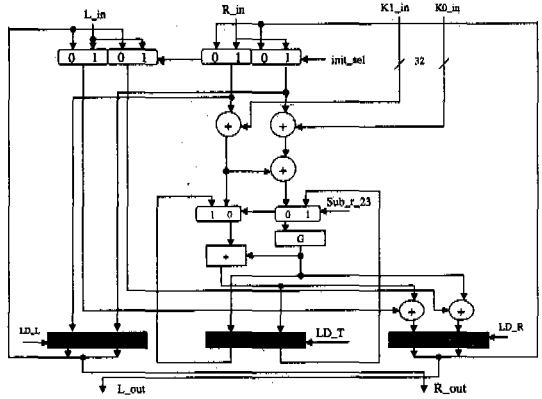 L_in R_in K1_in K0_in
0 1 0 1 0 1 0 1 init_sel 32
+ +
+
1 0 0 1 Sub_r_23
G
+
+ +
LD_L LD_T LD_R
L_out R_out